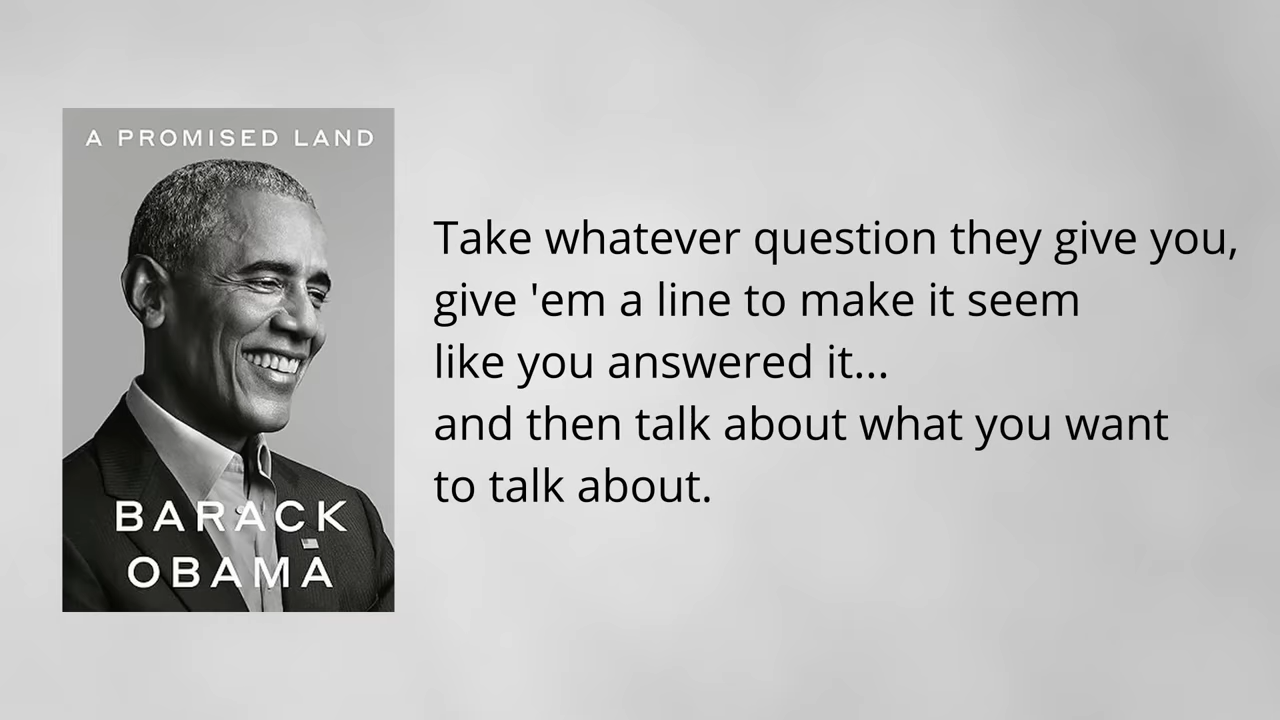 A PROMISED LAND
BARACK
OBAMA
Take whatever question they give you,
give 'em a line to make it seem
like you answered it...
and then talk about what you want
to talk about.